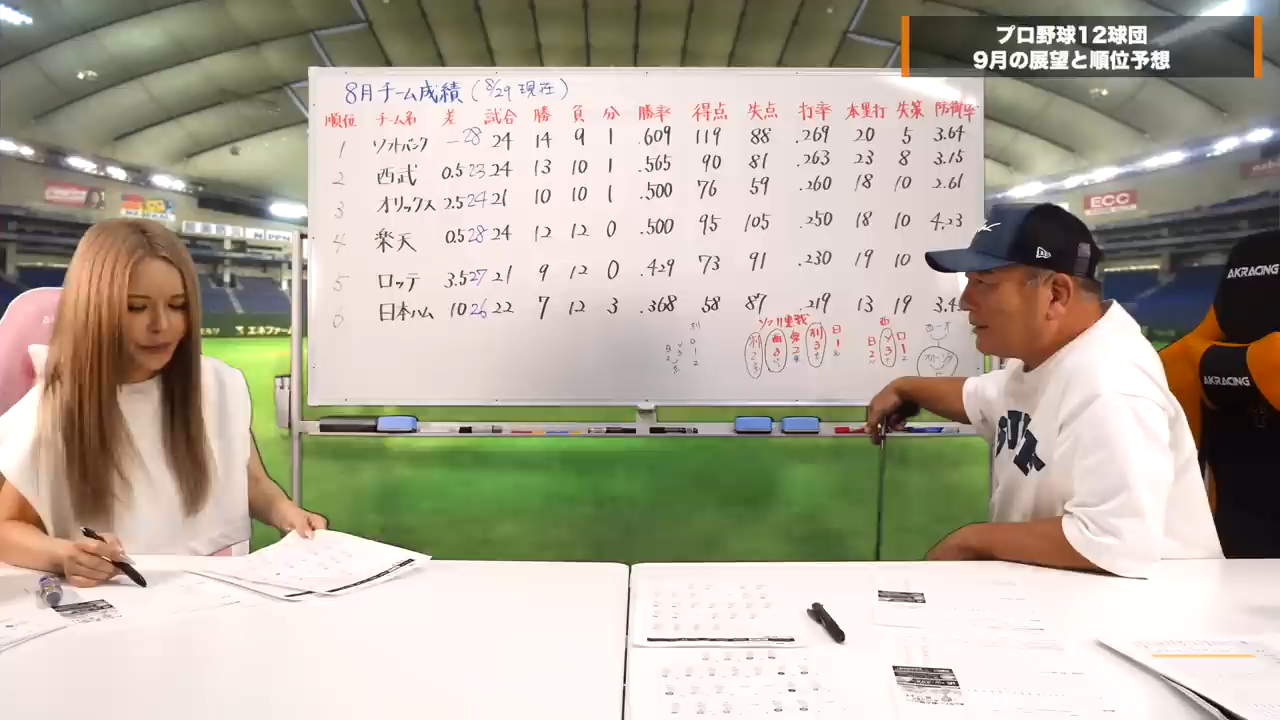 プロ野球12球団
9月の展望と順位予想
8月チーム成績(8/29現在)
順位 チーム名 差 試合 勝 負 分 勝率 得点 失点 打率 本塁打 失策 防御率
1 ソフトバンク -28 24 14 9 1 .609 119 88 .269 20 5 3.64
2 西武 0.5 23 24 13 10 1 .565 90 81 .263 23 8 3.15
3 オリックス 2.5 24 21 10 10 1 .500 76 59 .260 18 10 2.61
4 楽天 0.5 28 24 12 12 0 .500 95 105 .250 18 10 4.23
5 ロッテ 3.5 27 21 9 12 0 .429 73 91 .230 19 10
6 日本ハム 10 26 22 7 12 3 .368 58 87 .219 13 19 3.4
ECC
AKRACING
AKRACING
エネファーム